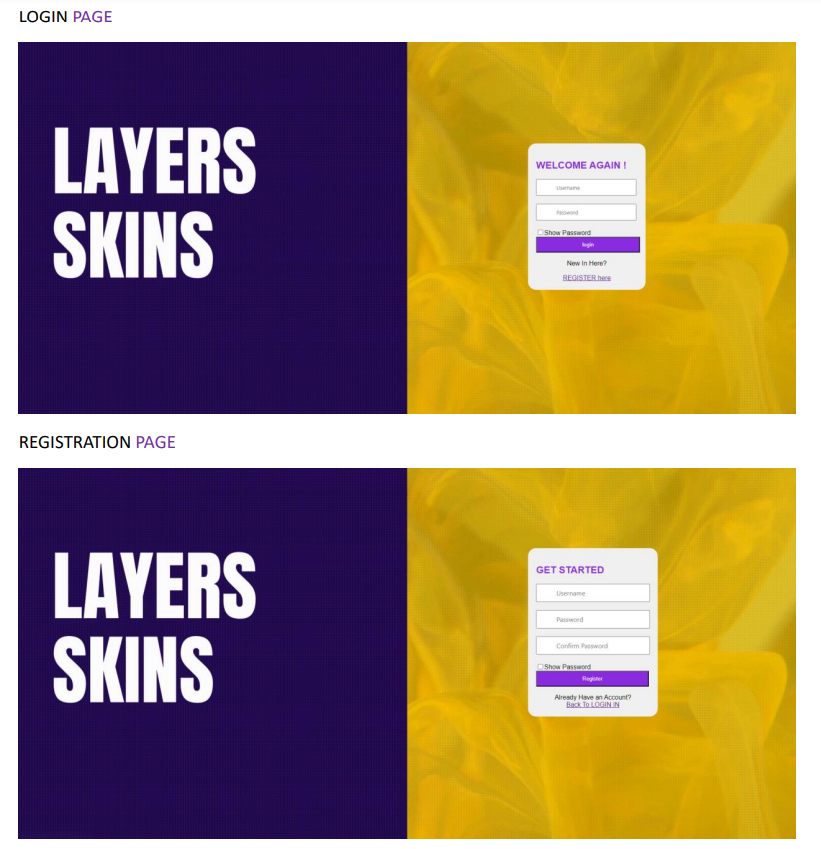 LOGIN PAGE
LAYERS
SKINS
WELCOME AGAIN !
Username
Password
Show Password
login
New In Here?
REGISTER here
REGISTRATION PAGE
LAYERS
SKINS
GET STARTED
Username
Password
Confirm Password
Show Password
Register
Already Have an Account?
Back To LOGIN IN